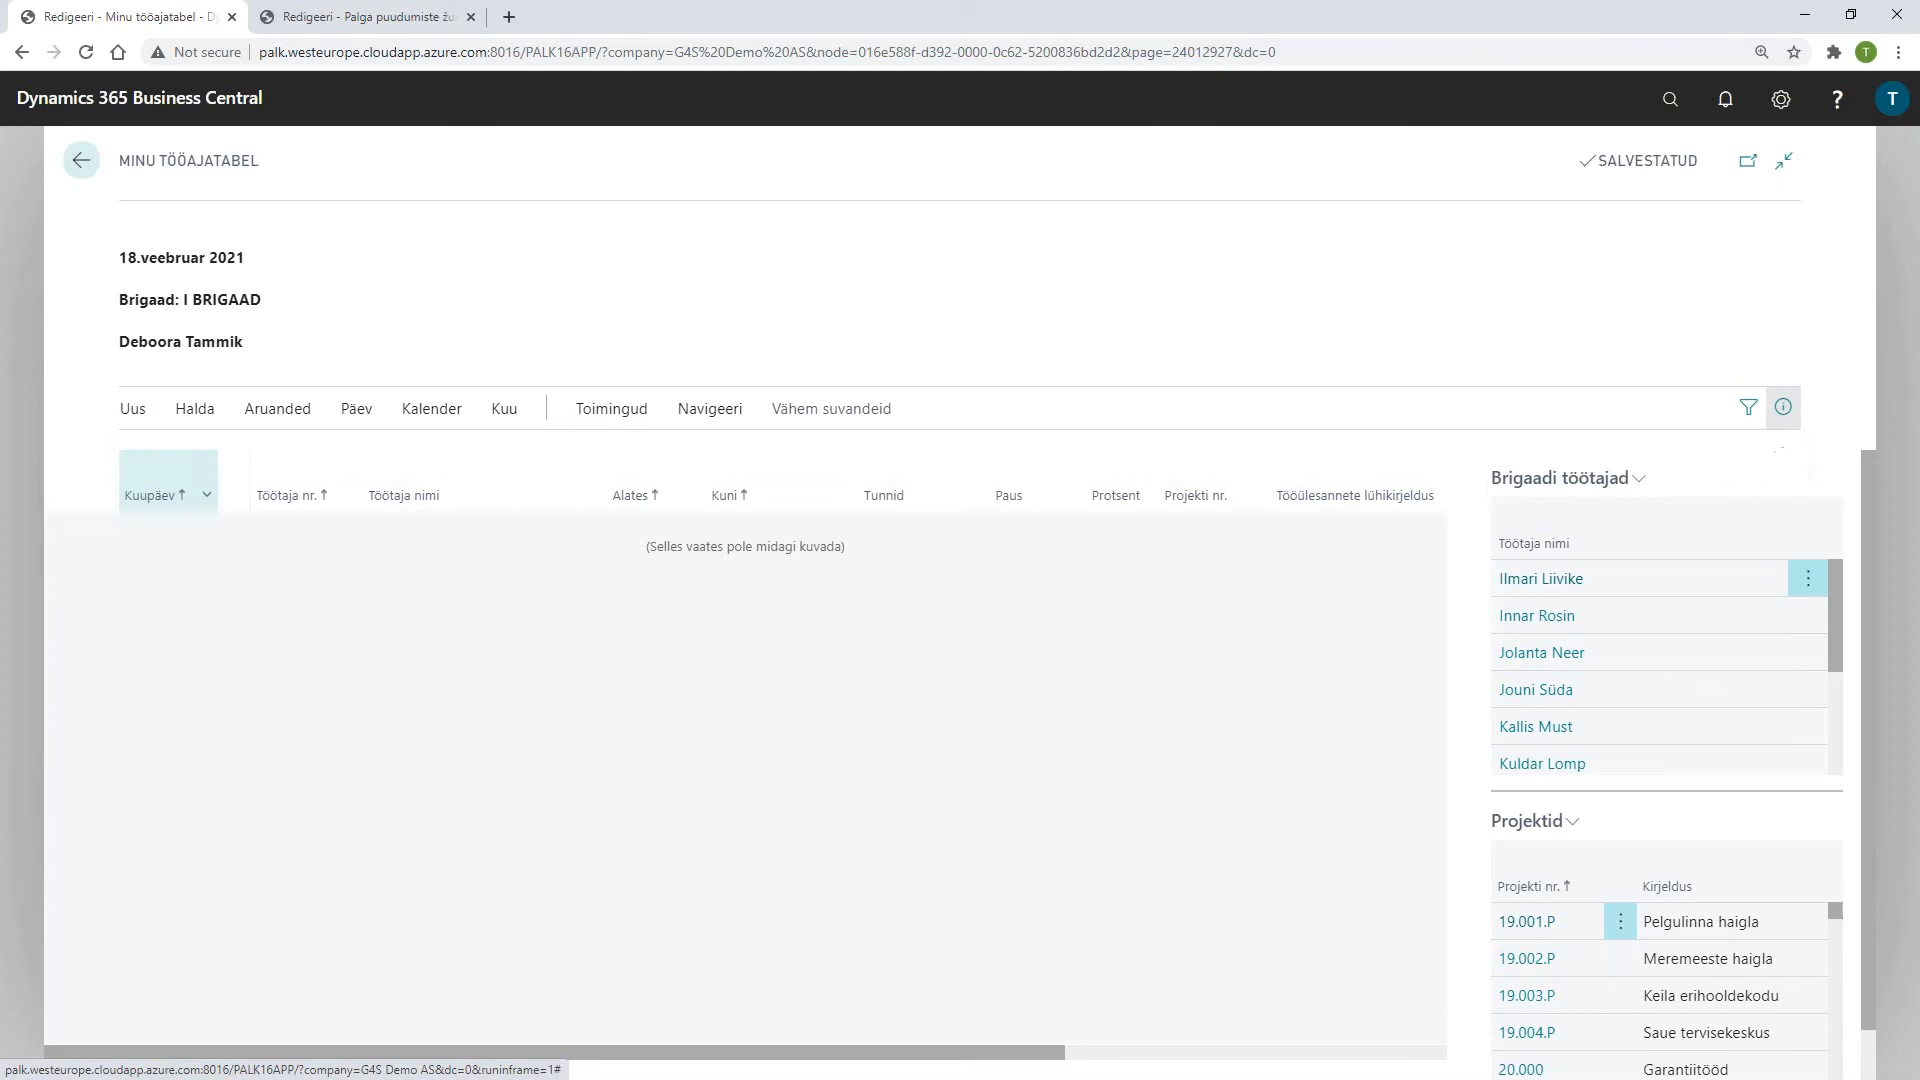 Redigeeri - Minu tööajatabel - D
Redigeeri - Palga puudumiste žu
Not secure
palk.westeurope.cloudapp.azure.com:8016/PALK16APP/?company=G4S%20Demo%20AS&node=016e588f-d392-0000-0c62-5200836bd2d2&page=24012927&dc=0
T
Dynamics 365 Business Central
?
T
MINU TÖÖAJATABEL
SALVESTATUD
18.veebruar 2021
Brigaad: I BRIGAAD
Deboora Tammik
Uus Halda Aruanded Päev Kalender Kuu Toimingud Navigeeri Vähem suvandeid
Kuupäev↑ Töötaja nr.↑ Töötaja nimi Alates↑ Kuni↑ Tunnid Paus Protsent Projekti nr. Tööülesannete lühikirjeldus
(Selles vaates pole midagi kuvada)
Brigaadi töötajad
Töötaja nimi
Ilmari Liivike
Innar Rosin
Jolanta Neer
Jouni Süda
Kallis Must
Kuldar Lomp
Projektid
Projekti nr.↑ Kirjeldus
19.001.P Pelgulinna haigla
19.002.P Meremeeste haigla
19.003.P Keila erihooldekodu
19.004.P Saue tervisekeskus
20.000 Garantiitööd
palk.westeurope.cloudapp.azure.com:8016/PALK16APP/?company=G4S Demo AS&dc=0&runinframe=1#